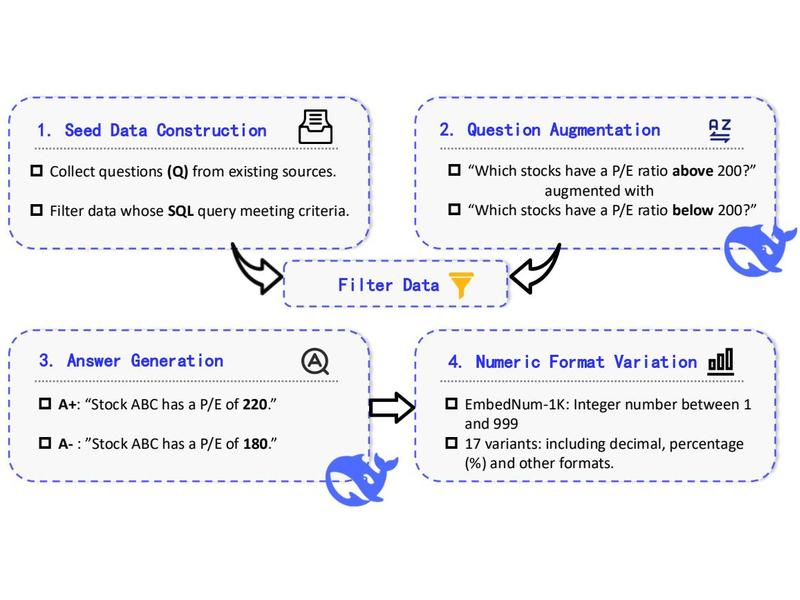 1. Seed Data Construction
Collect questions (Q) from existing sources.
Filter data whose SQL query meeting criteria.
2. Question Augmentation
AZ
“Which stocks have a P/E ratio above 200?”
augmented with
“Which stocks have a P/E ratio below 200?”
Filter Data
3. Answer Generation
A
A+: “Stock ABC has a P/E of 220.”
A- : ”Stock ABC has a P/E of 180.”
4. Numeric Format Variation
EmbedNum-1K: Integer number between 1
and 999
17 variants: including decimal, percentage
(%) and other formats.